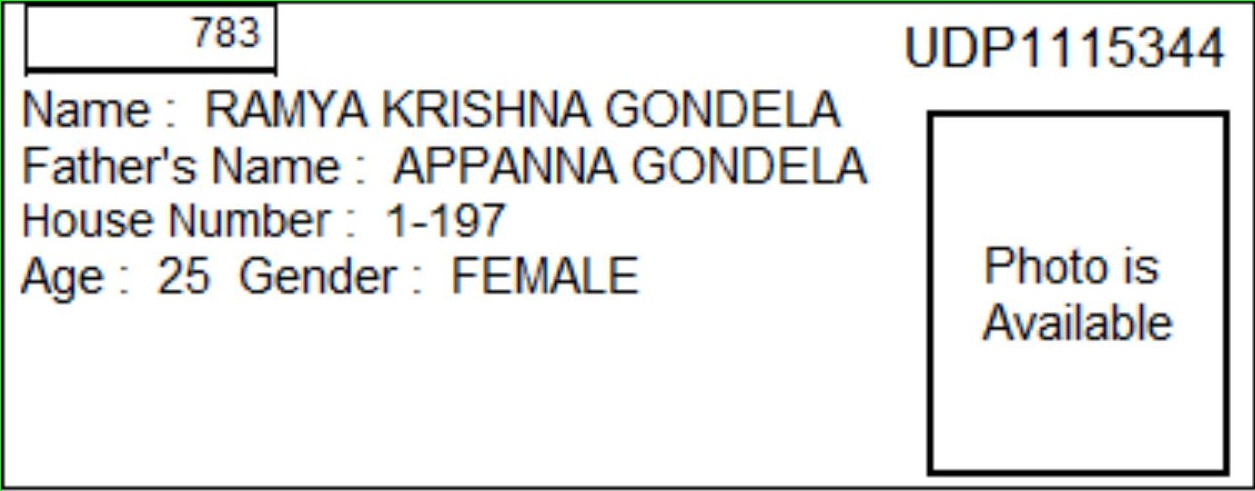 783
UDP1115344
Name : RAMYA KRISHNA GONDELA
Father's Name : APPANNA GONDELA
House Number : 1-197
Age : 25 Gender : FEMALE
Photo is
Available